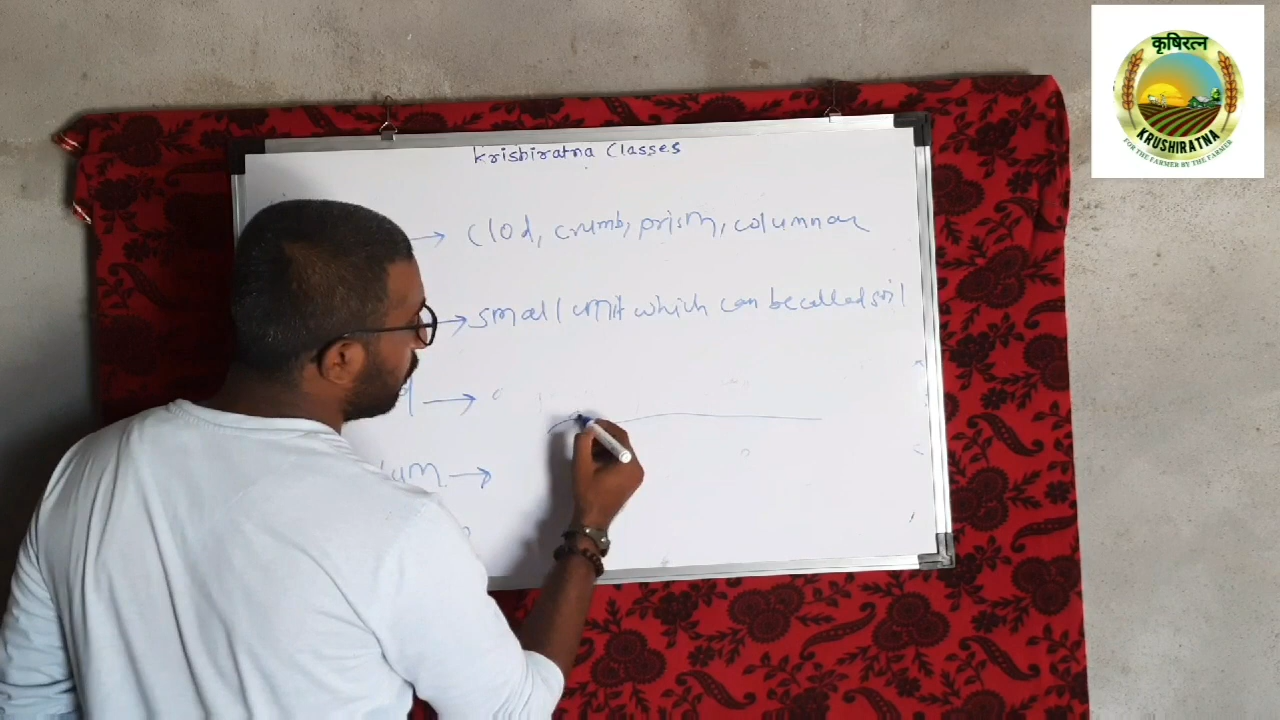 कृषिरत्न
KRUSHIRATNA
FOR THE FARMER BY THE FARMER
Krishiratna Classes
→ clod, crumb, prism, columnar
→ small unit which can be called soil
→
→